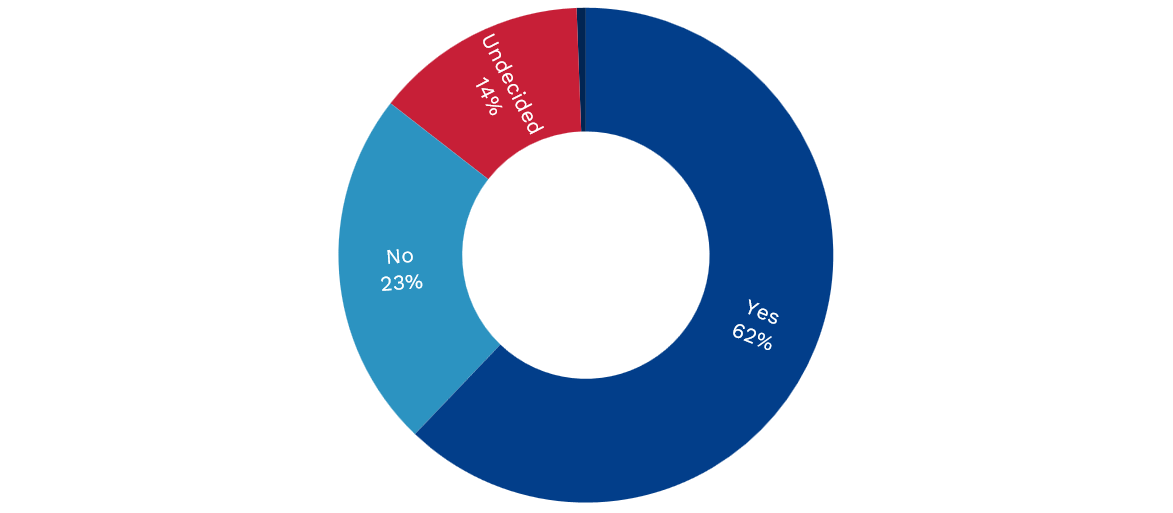 Undecided
14%
No
23%
Yes
62%